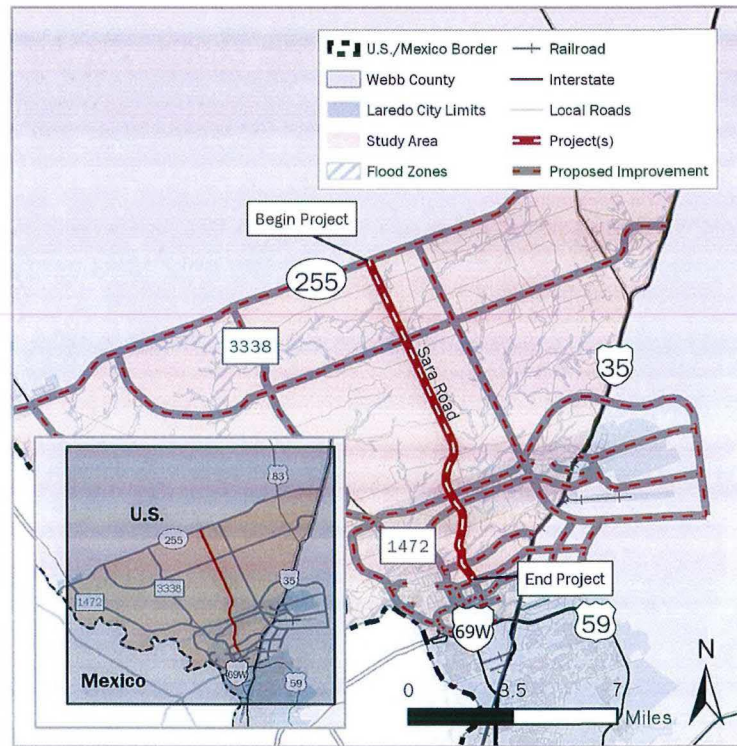 U.S./Mexico Border
Webb County
Laredo City Limits
Study Area
Flood Zones
Railroad
Interstate
Local Roads
Project(s)
Proposed Improvement
Begin Project
255
3338
Sara Road
35
1472
End Project
69W
59
N
0 3.5 7
Miles
83
U.S.
255
35
3338
1472
69W
59
Mexico